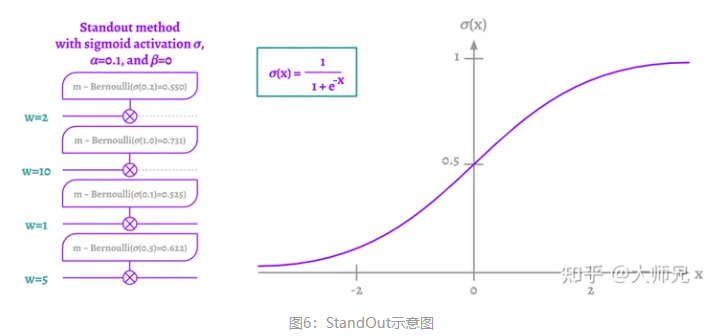 Standout method
with sigmoid activation σ,
α=0.1, and β=0
m ~ Bernoulli(σ(0.2)=0.550)
w=2
m ~ Bernoulli(σ(1.0)=0.731)
w=10
m ~ Bernoulli(σ(0.1)=0.525)
w=1
m ~ Bernoulli(σ(0.5)=0.622)
w=5
σ(x) = 1 / 1 + e^-x
σ(x)
1
0.5
-2
0
2
x
知乎 @大师兄
图6：StandOut示意图